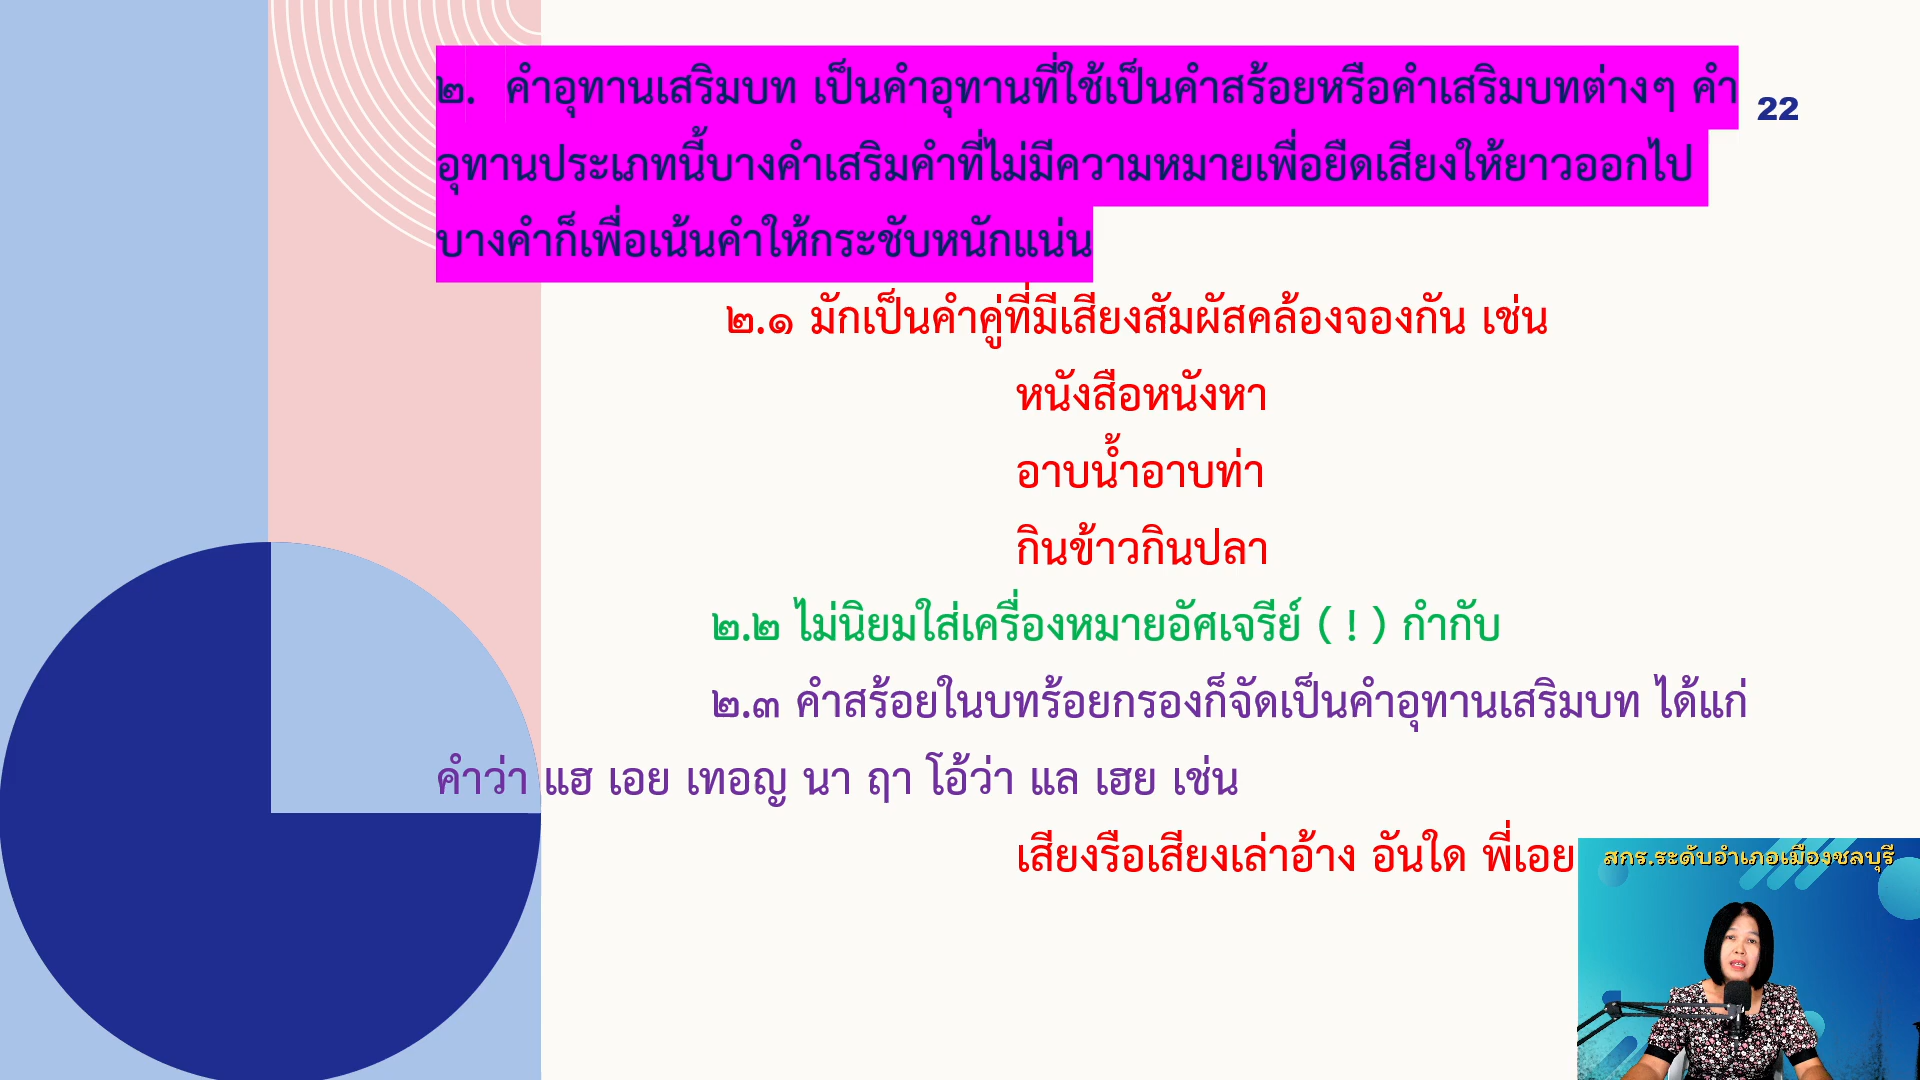 ๒. คำอุทานเสริมบท เป็นคำอุทานที่ใช้เป็นคำสร้อยหรือคำเสริมบทต่างๆ คำ
22
อุทานประเภทนี้บางคำเสริมคำที่ไม่มีความหมายเพื่อยืดเสียงให้ยาวออกไป
บางคำก็เพื่อเน้นคำให้กระชับหนักแน่น
๒.๑ มักเป็นคำคู่ที่มีเสียงสัมผัสคล้องจองกัน เช่น
หนังสือหนังหา
อาบน้ำอาบท่า
กินข้าวกินปลา
๒.๒ ไม่นิยมใส่เครื่องหมายอัศเจรีย์ ( ! ) กำกับ
๒.๓ คำสร้อยในบทร้อยกรองก็จัดเป็นคำอุทานเสริมบท ได้แก่
คำว่า แฮ เอย เทอญ นา ฤา โอ้ว่า แล เฮย เช่น
เสียงรือเสียงเล่าอ้าง อันใด พี่เอย
สกร.ระดับอำเภอเมืองชลบุรี